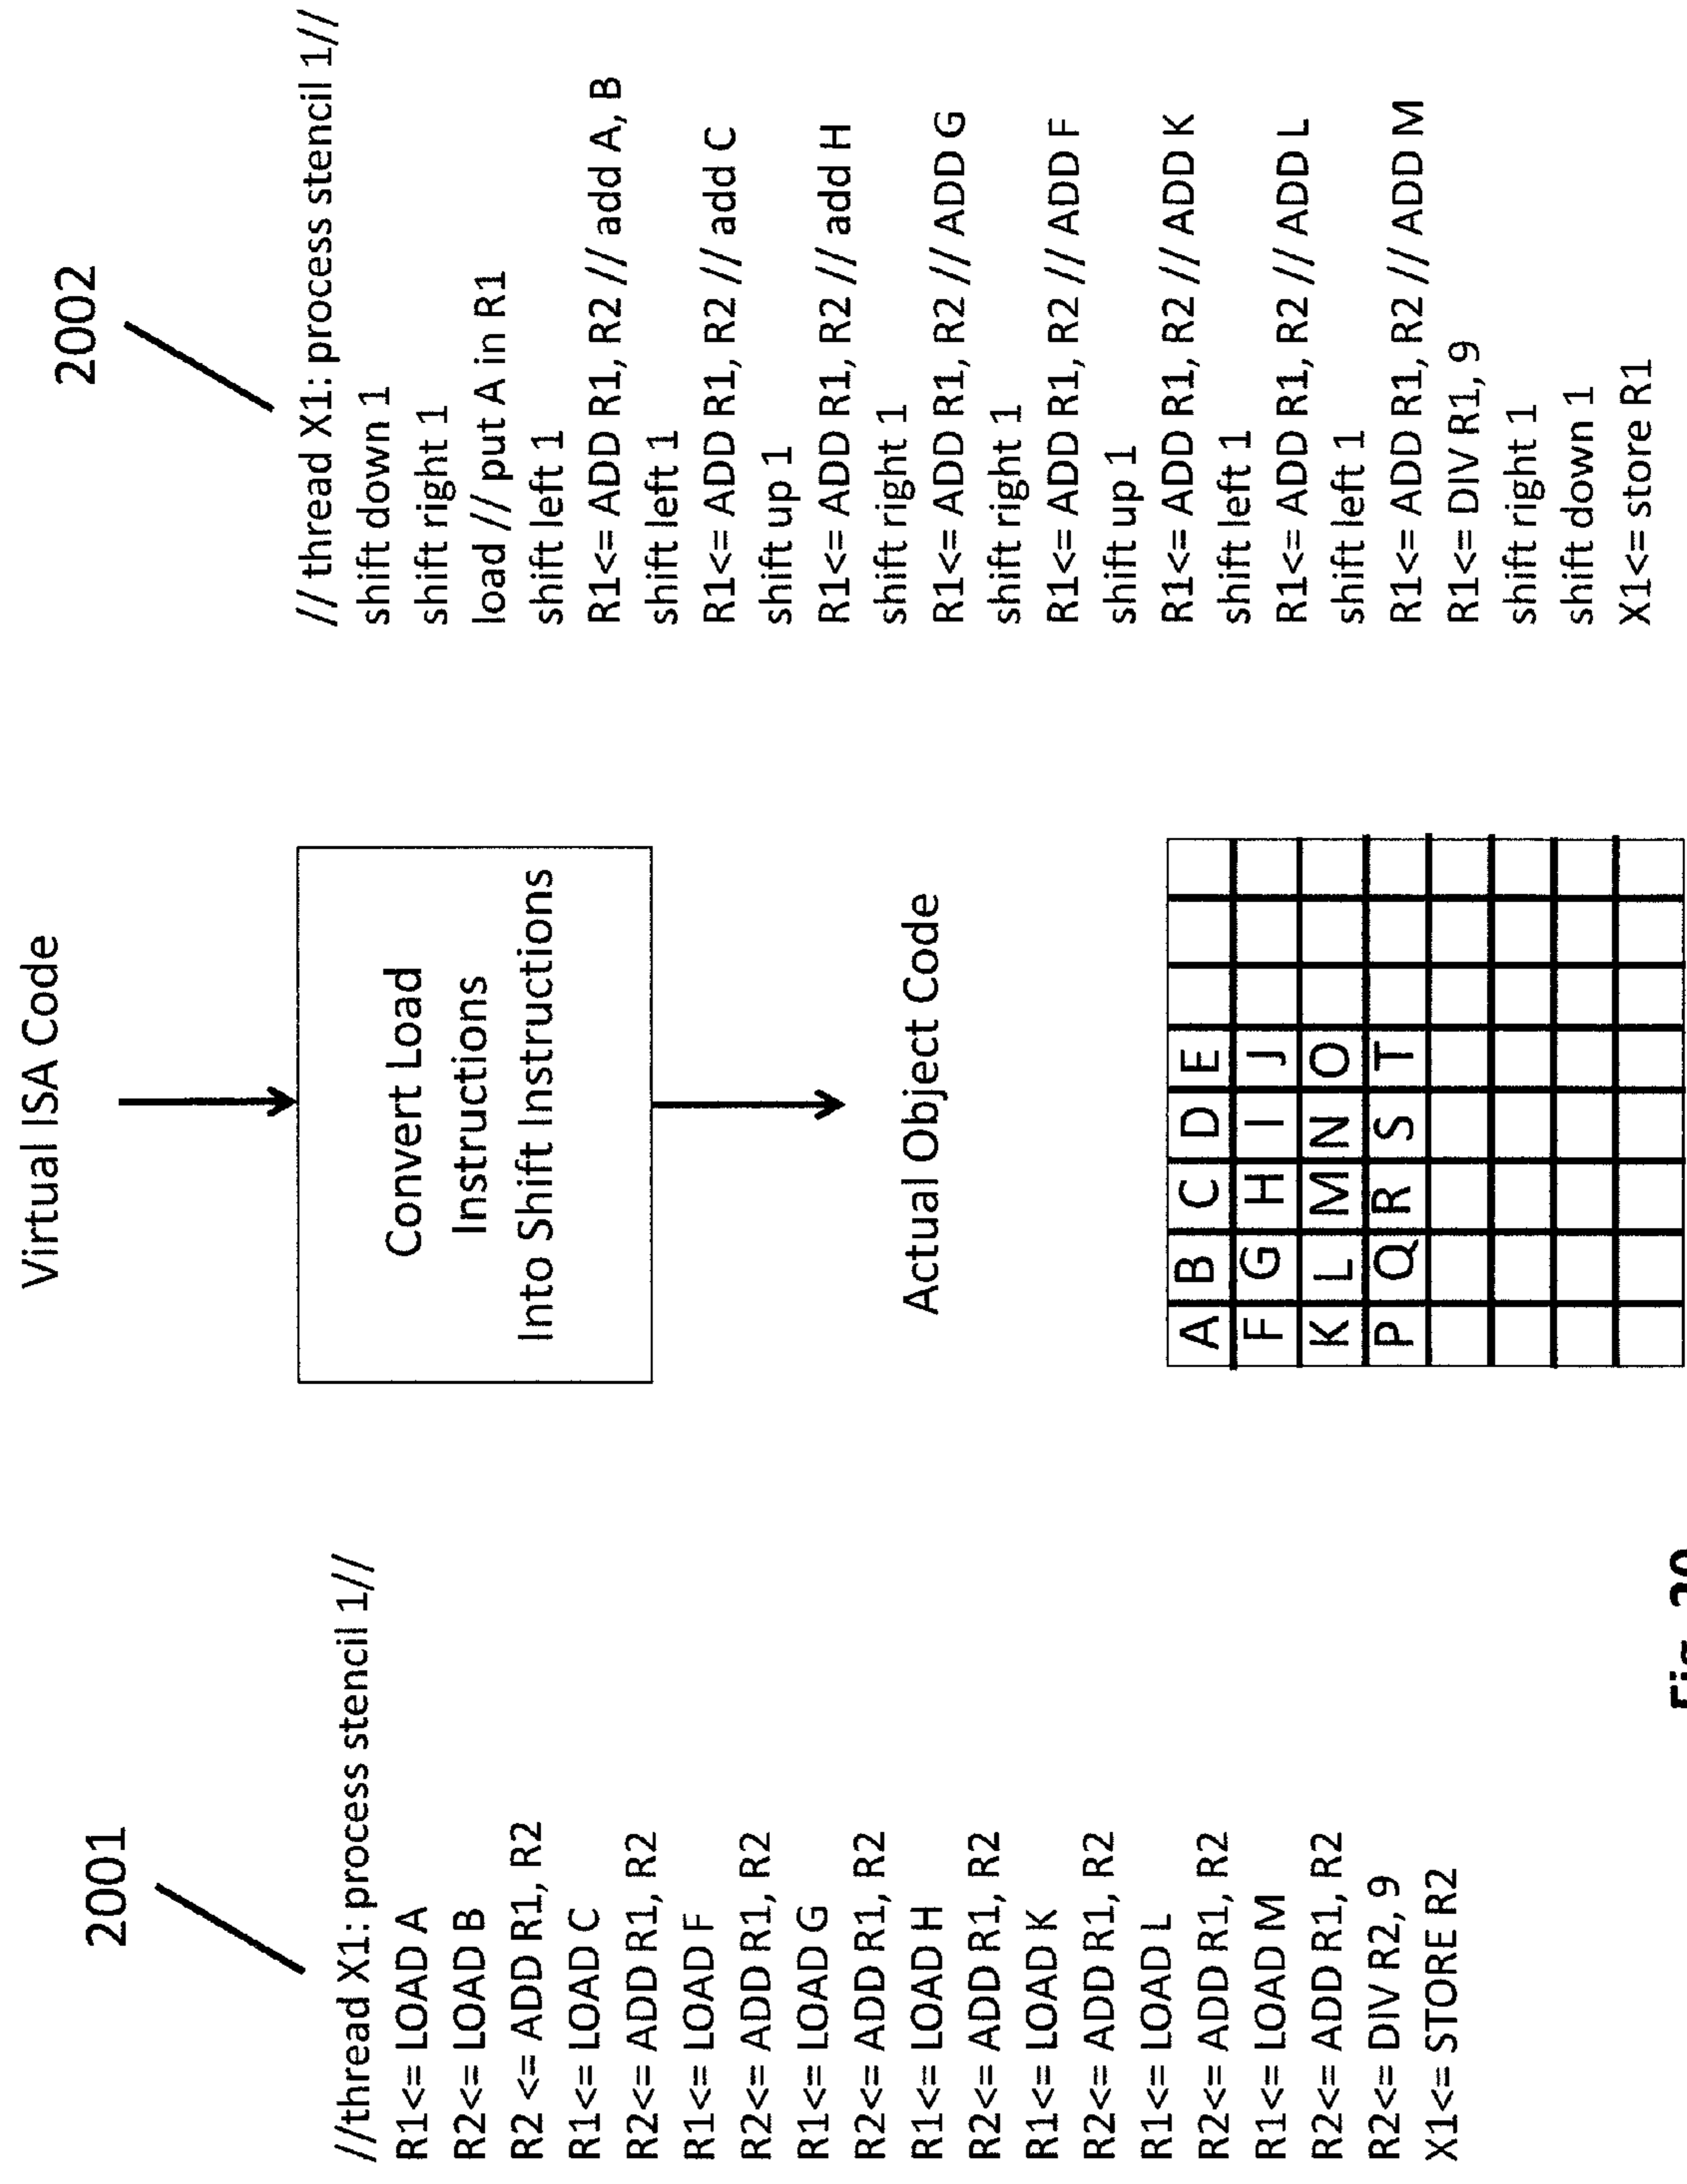 2001
//thread X1: process stencil 1//
R1<= LOAD A
R2<= LOAD B
R2 <= ADD R1, R2
R1<= LOAD C
R2<= ADD R1, R2
R1<= LOAD F
R2<= ADD R1, R2
R1<= LOAD G
R2<= ADD R1, R2
R1<= LOAD H
R2<= ADD R1, R2
R1<= LOAD K
R2<= ADD R1, R2
R1<= LOAD L
R2<= ADD R1, R2
R1<= LOAD M
R2<= ADD R1, R2
R2<= DIV R2, 9
X1<= STORE R2
Virtual ISA Code
Convert Load
Instructions
Into Shift Instructions
Actual Object Code
A B C D E
F G H I J
K L M N O
P Q R S T
2002
// thread X1: process stencil 1//
shift down 1
shift right 1
load // put A in R1
shift left 1
R1<= ADD R1, R2 // add A, B
shift left 1
R1<= ADD R1, R2 // add C
shift up 1
R1<= ADD R1, R2 // add H
shift right 1
R1<= ADD R1, R2 // ADD G
shift right 1
R1<= ADD R1, R2 // ADD F
shift up 1
R1<= ADD R1, R2 // ADD K
shift left 1
R1<= ADD R1, R2 // ADD L
shift left 1
R1<= ADD R1, R2 // ADD M
R1<= DIV R1, 9
shift right 1
shift down 1
X1<= store R1
Fig. 20